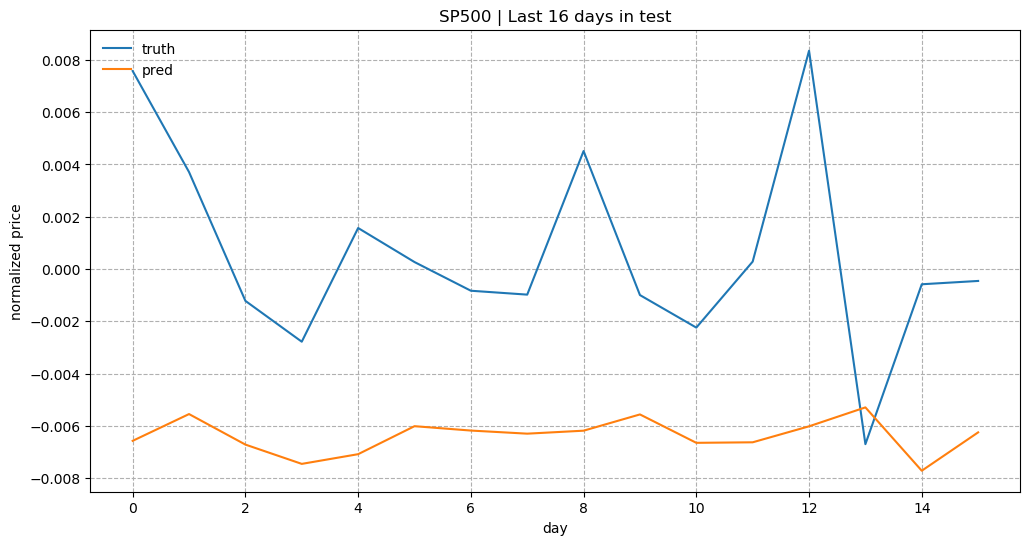 SP500 | Last 16 days in test
truth
pred
0.008
0.006
0.004
0.002
0.000
−0.002
−0.004
−0.006
−0.008
normalized price
0 2 4 6 8 10 12 14
day